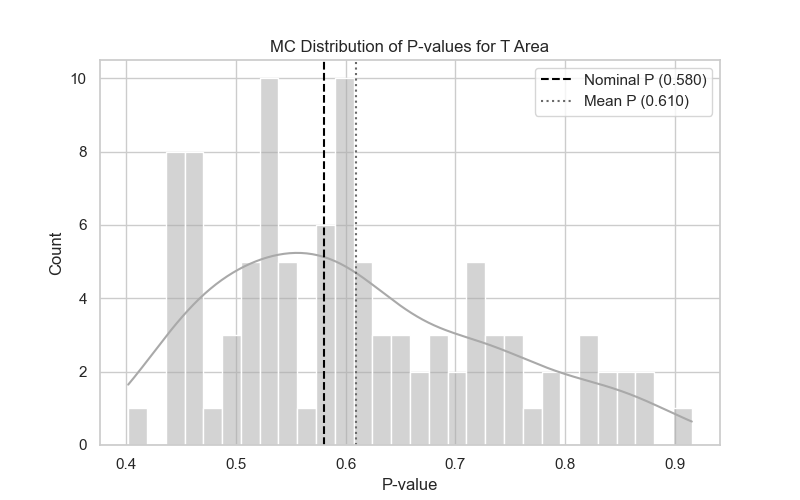 MC Distribution of P-values for T Area
Nominal P (0.580)
Mean P (0.610)
Count
10
8
6
4
2
0
0.4 0.5 0.6 0.7 0.8 0.9
P-value